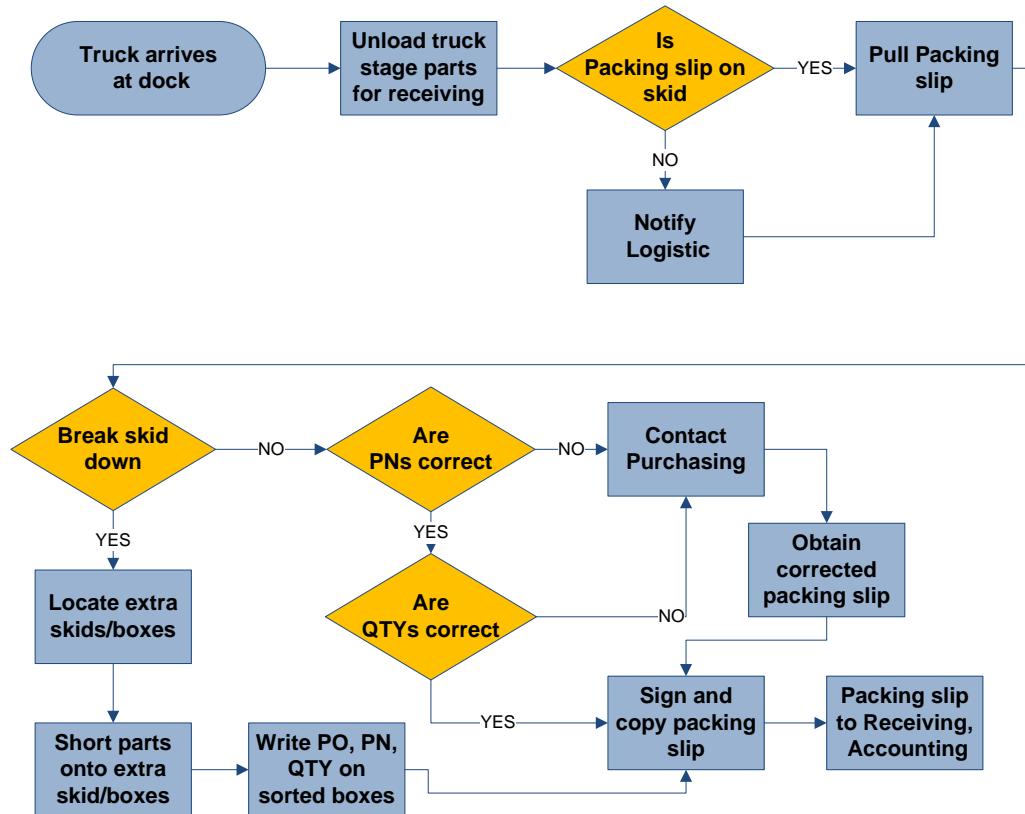 Truck arrives
at dock
Unload truck
stage parts
for receiving
Is
Packing slip on
skid
YES
Pull Packing
slip
NO
Notify
Logistic
Break skid
down
NO
Are
PNs correct
NO
Contact
Purchasing
YES
YES
Obtain
corrected
packing slip
Locate extra
skids/boxes
Are
QTYs correct
NO
Sign and
copy packing
slip
YES
Packing slip
to Receiving,
Accounting
Short parts
onto extra
skid/boxes
Write PO, PN,
QTY on
sorted boxes